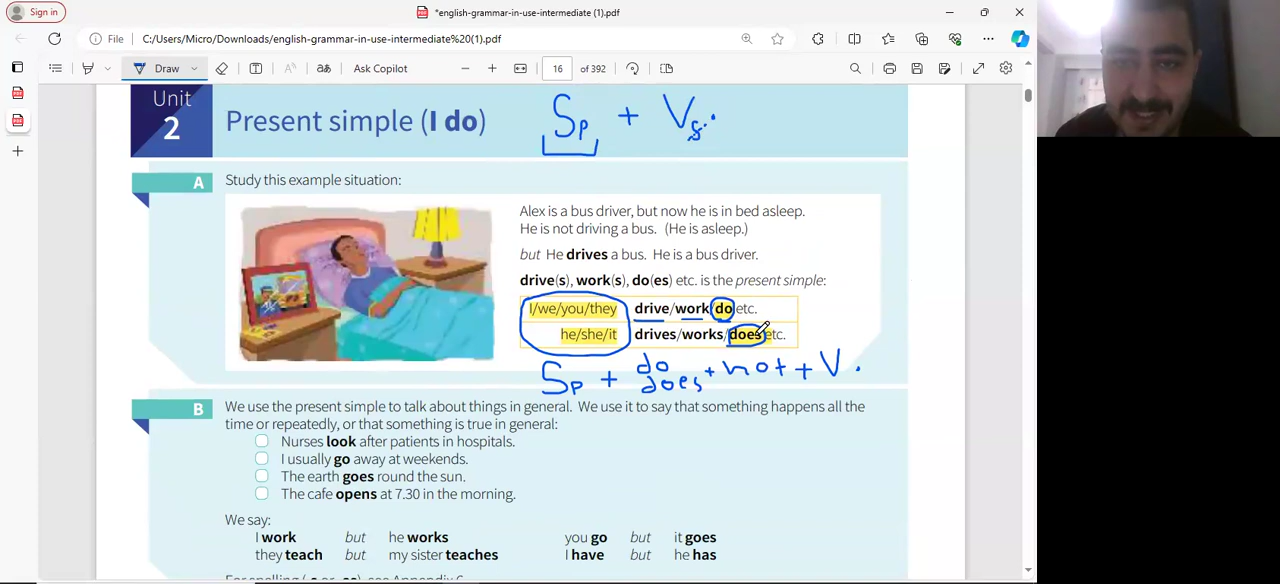 Sign in
*english-grammar-in-use-intermediate (1).pdf
File C:/Users/Micro/Downloads/english-grammar-in-use-intermediate%20(1).pdf
Draw
Ask Copilot
16 of 392
Unit
2
Present simple (I do)
Sp + Vs.
A Study this example situation:
Alex is a bus driver, but now he is in bed asleep.
He is not driving a bus. (He is asleep.)
but He drives a bus. He is a bus driver.
drive(s), work(s), do(es) etc. is the present simple:
I/we/you/they drive/work/do etc.
he/she/it drives/works/does etc.
Sp + do does + not + V.
B We use the present simple to talk about things in general. We use it to say that something happens all the
time or repeatedly, or that something is true in general:
Nurses look after patients in hospitals.
I usually go away at weekends.
The earth goes round the sun.
The cafe opens at 7.30 in the morning.
We say:
I work but he works you go but it goes
they teach but my sister teaches I have but he has
For spelling (-s or -es), see Appendix 6.